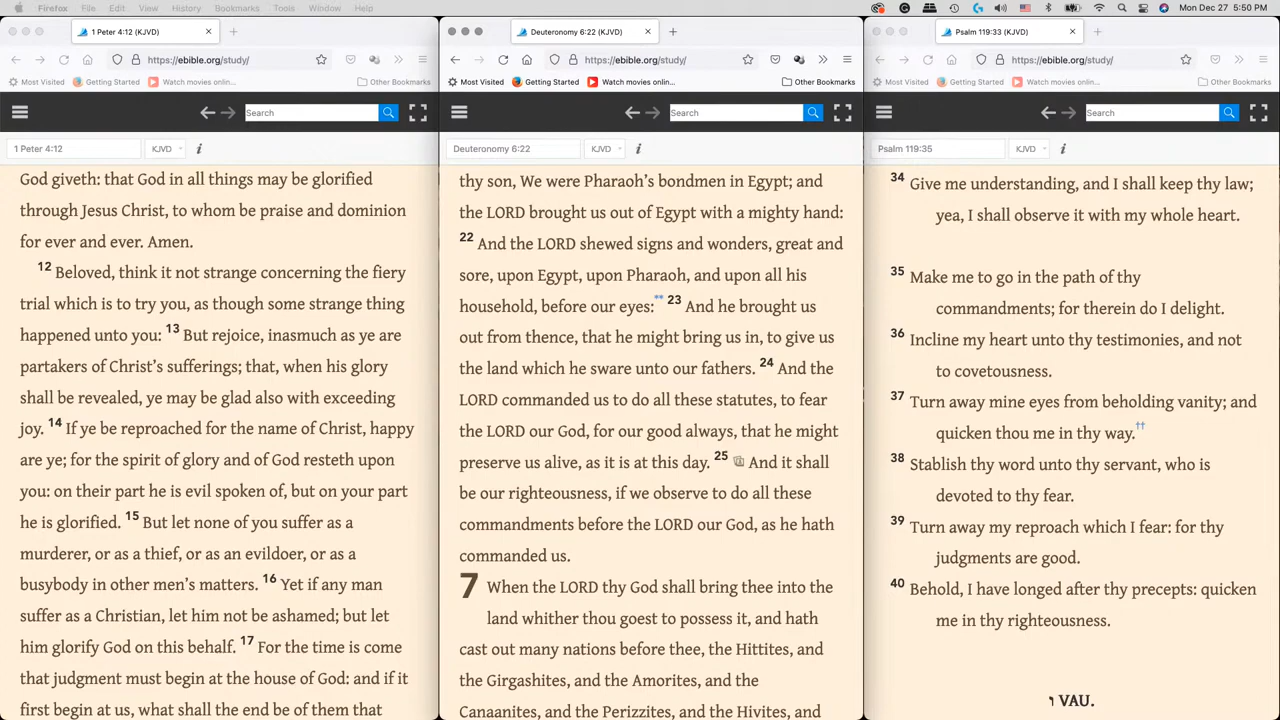 Firefox File Edit View History Bookmarks Tools Window Help Mon Dec 27 5:50 PM
1 Peter 4:12 (KJVD)
https://ebible.org/study/
Most Visited Getting Started Watch movies onlin... Other Bookmarks
Search
1 Peter 4:12 KJVD i
God giveth: that God in all things may be glorified
through Jesus Christ, to whom be praise and dominion
for ever and ever. Amen.
12 Beloved, think it not strange concerning the fiery
trial which is to try you, as though some strange thing
happened unto you: 13 But rejoice, inasmuch as ye are
partakers of Christ’s sufferings; that, when his glory
shall be revealed, ye may be glad also with exceeding
joy. 14 If ye be reproached for the name of Christ, happy
are ye; for the spirit of glory and of God resteth upon
you: on their part he is evil spoken of, but on your part
he is glorified. 15 But let none of you suffer as a
murderer, or as a thief, or as an evildoer, or as a
busybody in other men’s matters. 16 Yet if any man
suffer as a Christian, let him not be ashamed; but let
him glorify God on this behalf. 17 For the time is come
that judgment must begin at the house of God: and if it
first begin at us, what shall the end be of them that
Deuteronomy 6:22 (KJVD)
https://ebible.org/study/
Most Visited Getting Started Watch movies onlin... Other Bookmarks
Search
Deuteronomy 6:22 KJVD i
thy son, We were Pharaoh’s bondmen in Egypt; and
the LORD brought us out of Egypt with a mighty hand:
22 And the LORD shewed signs and wonders, great and
sore, upon Egypt, upon Pharaoh, and upon all his
household, before our eyes:** 23 And he brought us
out from thence, that he might bring us in, to give us
the land which he sware unto our fathers. 24 And the
LORD commanded us to do all these statutes, to fear
the LORD our God, for our good always, that he might
preserve us alive, as it is at this day. 25 And it shall
be our righteousness, if we observe to do all these
commandments before the LORD our God, as he hath
commanded us.
7 When the LORD thy God shall bring thee into the
land whither thou goest to possess it, and hath
cast out many nations before thee, the Hittites, and
the Girgashites, and the Amorites, and the
Canaanites, and the Perizzites, and the Hivites, and
Psalm 119:33 (KJVD)
https://ebible.org/study/
Most Visited Getting Started Watch movies onlin... Other Bookmarks
Search
Psalm 119:35 KJVD i
34 Give me understanding, and I shall keep thy law;
yea, I shall observe it with my whole heart.
35 Make me to go in the path of thy
commandments; for therein do I delight.
36 Incline my heart unto thy testimonies, and not
to covetousness.
37 Turn away mine eyes from beholding vanity; and
quicken thou me in thy way.††
38 Stablish thy word unto thy servant, who is
devoted to thy fear.
39 Turn away my reproach which I fear: for thy
judgments are good.
40 Behold, I have longed after thy precepts: quicken
me in thy righteousness.
ו VAU.